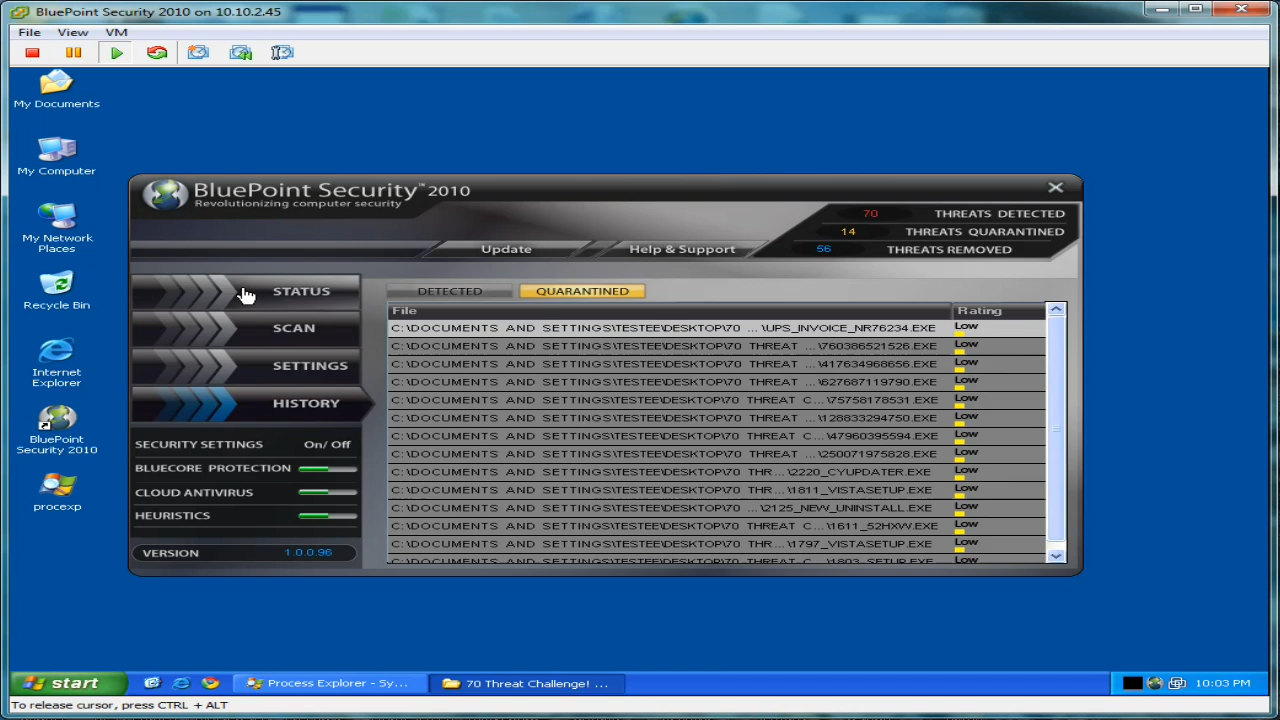 BluePoint Security 2010 on 10.10.2.45
File View VM
My Documents
My Computer
My Network Places
Recycle Bin
Internet Explorer
BluePoint Security 2010
procexp
BluePoint Security™ 2010
Revolutionizing computer security
70 THREATS DETECTED
14 THREATS QUARANTINED
56 THREATS REMOVED
Update Help & Support
STATUS
SCAN
SETTINGS
HISTORY
SECURITY SETTINGS On/ Off
BLUECORE PROTECTION
CLOUD ANTIVIRUS
HEURISTICS
VERSION 1.0.0.96
DETECTED QUARANTINED
File Rating
C:\DOCUMENTS AND SETTINGS\TESTEE\DESKTOP\70 ... \UPS_INVOICE_NR76234.EXE Low
C:\DOCUMENTS AND SETTINGS\TESTEE\DESKTOP\70 THREAT ...\760386521526.EXE Low
C:\DOCUMENTS AND SETTINGS\TESTEE\DESKTOP\70 THREAT ...\417634968656.EXE Low
C:\DOCUMENTS AND SETTINGS\TESTEE\DESKTOP\70 THREAT ...\627687119790.EXE Low
C:\DOCUMENTS AND SETTINGS\TESTEE\DESKTOP\70 THREAT C...\75758178531.EXE Low
C:\DOCUMENTS AND SETTINGS\TESTEE\DESKTOP\70 THREAT ...\128833294750.EXE Low
C:\DOCUMENTS AND SETTINGS\TESTEE\DESKTOP\70 THREAT C...\47960395594.EXE Low
C:\DOCUMENTS AND SETTINGS\TESTEE\DESKTOP\70 THREAT ...\250071975828.EXE Low
C:\DOCUMENTS AND SETTINGS\TESTEE\DESKTOP\70 THR...\2220_CYUPDATER.EXE Low
C:\DOCUMENTS AND SETTINGS\TESTEE\DESKTOP\70 THR...\1811_VISTASETUP.EXE Low
C:\DOCUMENTS AND SETTINGS\TESTEE\DESKTOP\70 ...\2125_NEW_UNINSTALL.EXE Low
C:\DOCUMENTS AND SETTINGS\TESTEE\DESKTOP\70 THREAT C...\1611_52HXW.EXE Low
C:\DOCUMENTS AND SETTINGS\TESTEE\DESKTOP\70 THR...\1797_VISTASETUP.EXE Low
C:\DOCUMENTS AND SETTINGS\TESTEE\DESKTOP\70 THREAT C...\1803_SETUP.EXE Low
start
Process Explorer - Sy...
70 Threat Challenge! ...
10:03 PM
To release cursor, press CTRL + ALT